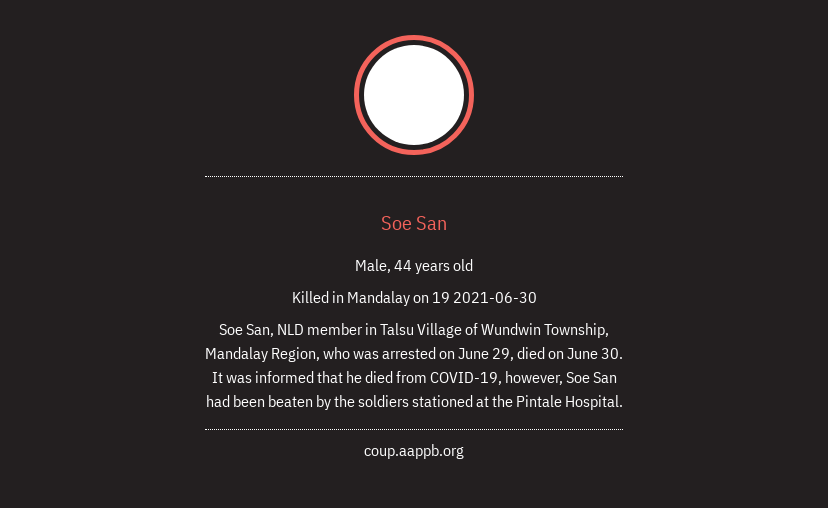 Soe San
Male, 44 years old
Killed in Mandalay on 19 2021-06-30
Soe San, NLD member in Talsu Village of Wundwin Township,
Mandalay Region, who was arrested on June 29, died on June 30.
It was informed that he died from COVID-19, however, Soe San
had been beaten by the soldiers stationed at the Pintale Hospital.
coup.aappb.org